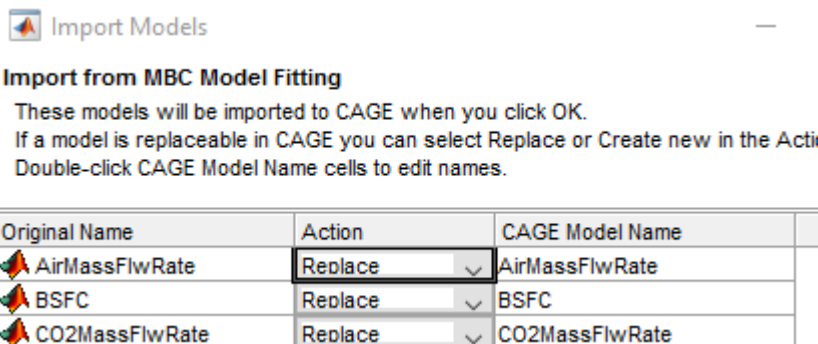 Import Models
Import from MBC Model Fitting
These models will be imported to CAGE when you click OK.
If a model is replaceable in CAGE you can select Replace or Create new in the
Double-click CAGE Model Name cells to edit names.
Original Name Action CAGE Model Name
AirMassFlwRate Replace AirMassFlwRate
BSFC Replace BSFC
CO2MassFlwRate Replace CO2MassFlwRate